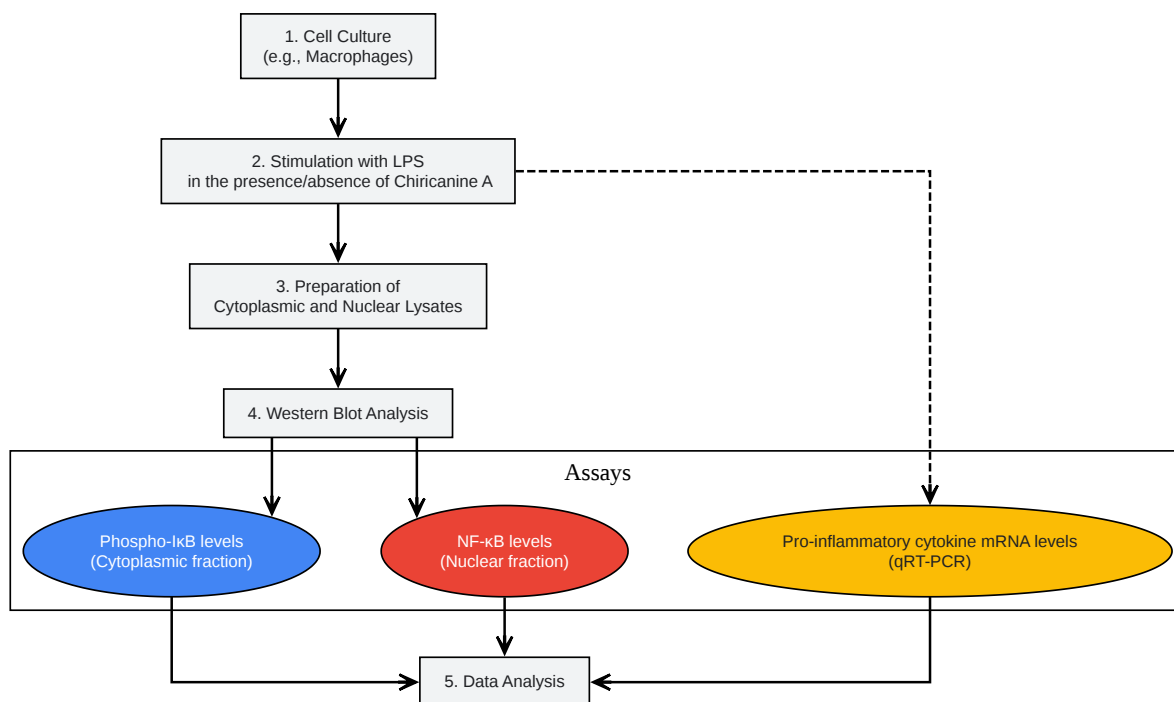 1. Cell Culture
(e.g., Macrophages)
2. Stimulation with LPS
in the presence/absence of Chiricanine A
3. Preparation of
Cytoplasmic and Nuclear Lysates
4. Western Blot Analysis
Assays
Phospho-IκB levels
(Cytoplasmic fraction)
NF-κB levels
(Nuclear fraction)
Pro-inflammatory cytokine mRNA levels
(qRT-PCR)
5. Data Analysis